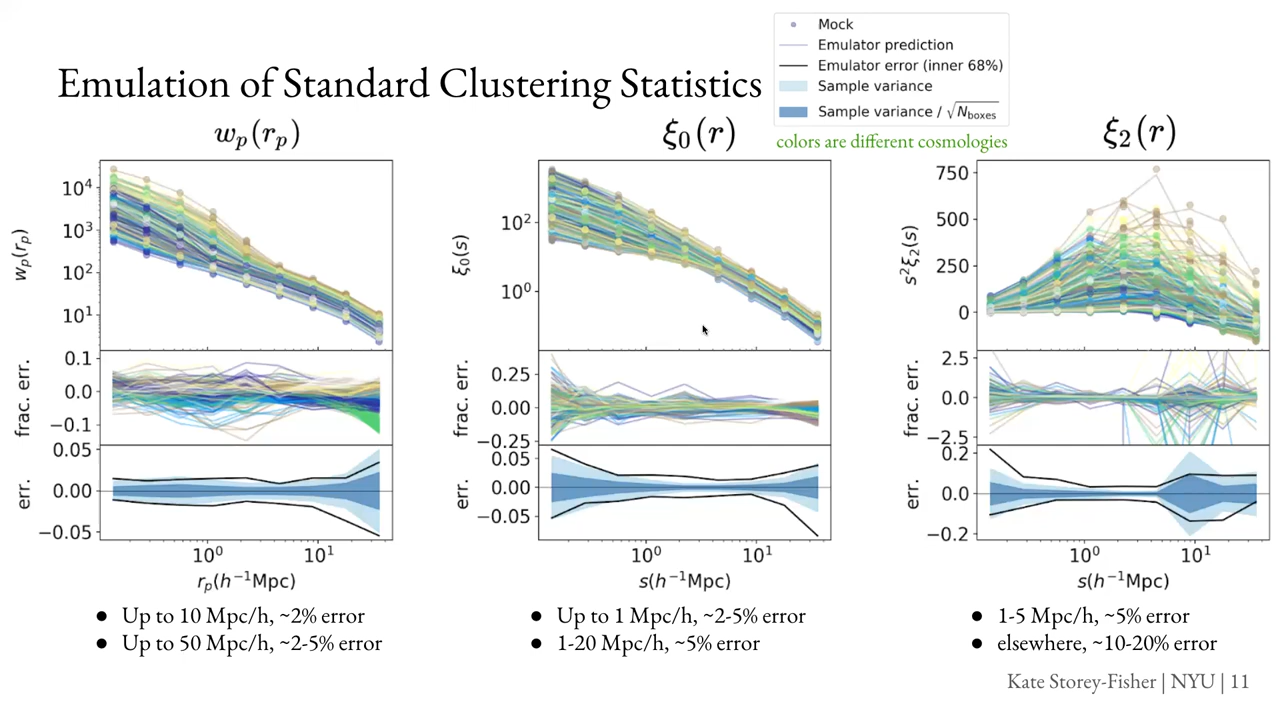 Mock
Emulator prediction
Emulator error (inner 68%)
Sample variance
Sample variance / √N_boxes
colors are different cosmologies
Emulation of Standard Clustering Statistics
w_p(r_p)
ξ_0(r)
ξ_2(r)
w_p(r_p)
10^4
10^3
10^2
10^1
frac. err.
0.1
0.0
−0.1
err.
0.05
0.00
−0.05
10^0 10^1
r_p(h^−1Mpc)
ξ_0(s)
10^2
10^0
frac. err.
0.25
0.00
−0.25
err.
0.05
0.00
−0.05
10^0 10^1
s(h^−1Mpc)
s^2ξ_2(s)
750
500
250
0
frac. err.
2.5
0.0
−2.5
err.
0.2
0.0
−0.2
10^0 10^1
s(h^−1Mpc)
● Up to 10 Mpc/h, ~2% error
● Up to 50 Mpc/h, ~2-5% error
● Up to 1 Mpc/h, ~2-5% error
● 1-20 Mpc/h, ~5% error
● 1-5 Mpc/h, ~5% error
● elsewhere, ~10-20% error
Kate Storey-Fisher | NYU | 11